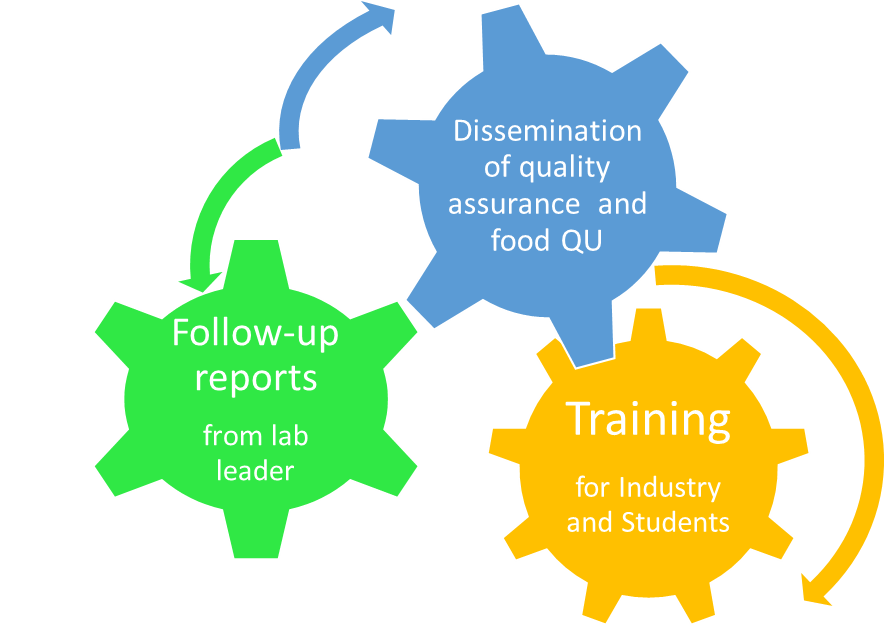 Dissemination
of quality
assurance and
food QU
Follow-up
reports
from lab
leader
Training
for Industry
and Students